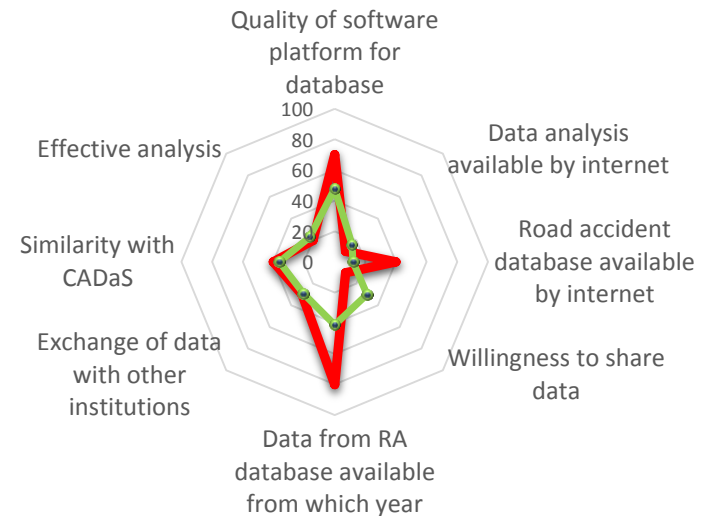 Quality of software
platform for
database
100
80
60
40
20
0
Data analysis
available by internet
Road accident
database available
by internet
Willingness to share
data
Data from RA
database available
from which year
Exchange of data
with other
institutions
Similarity with
CADaS
Effective analysis